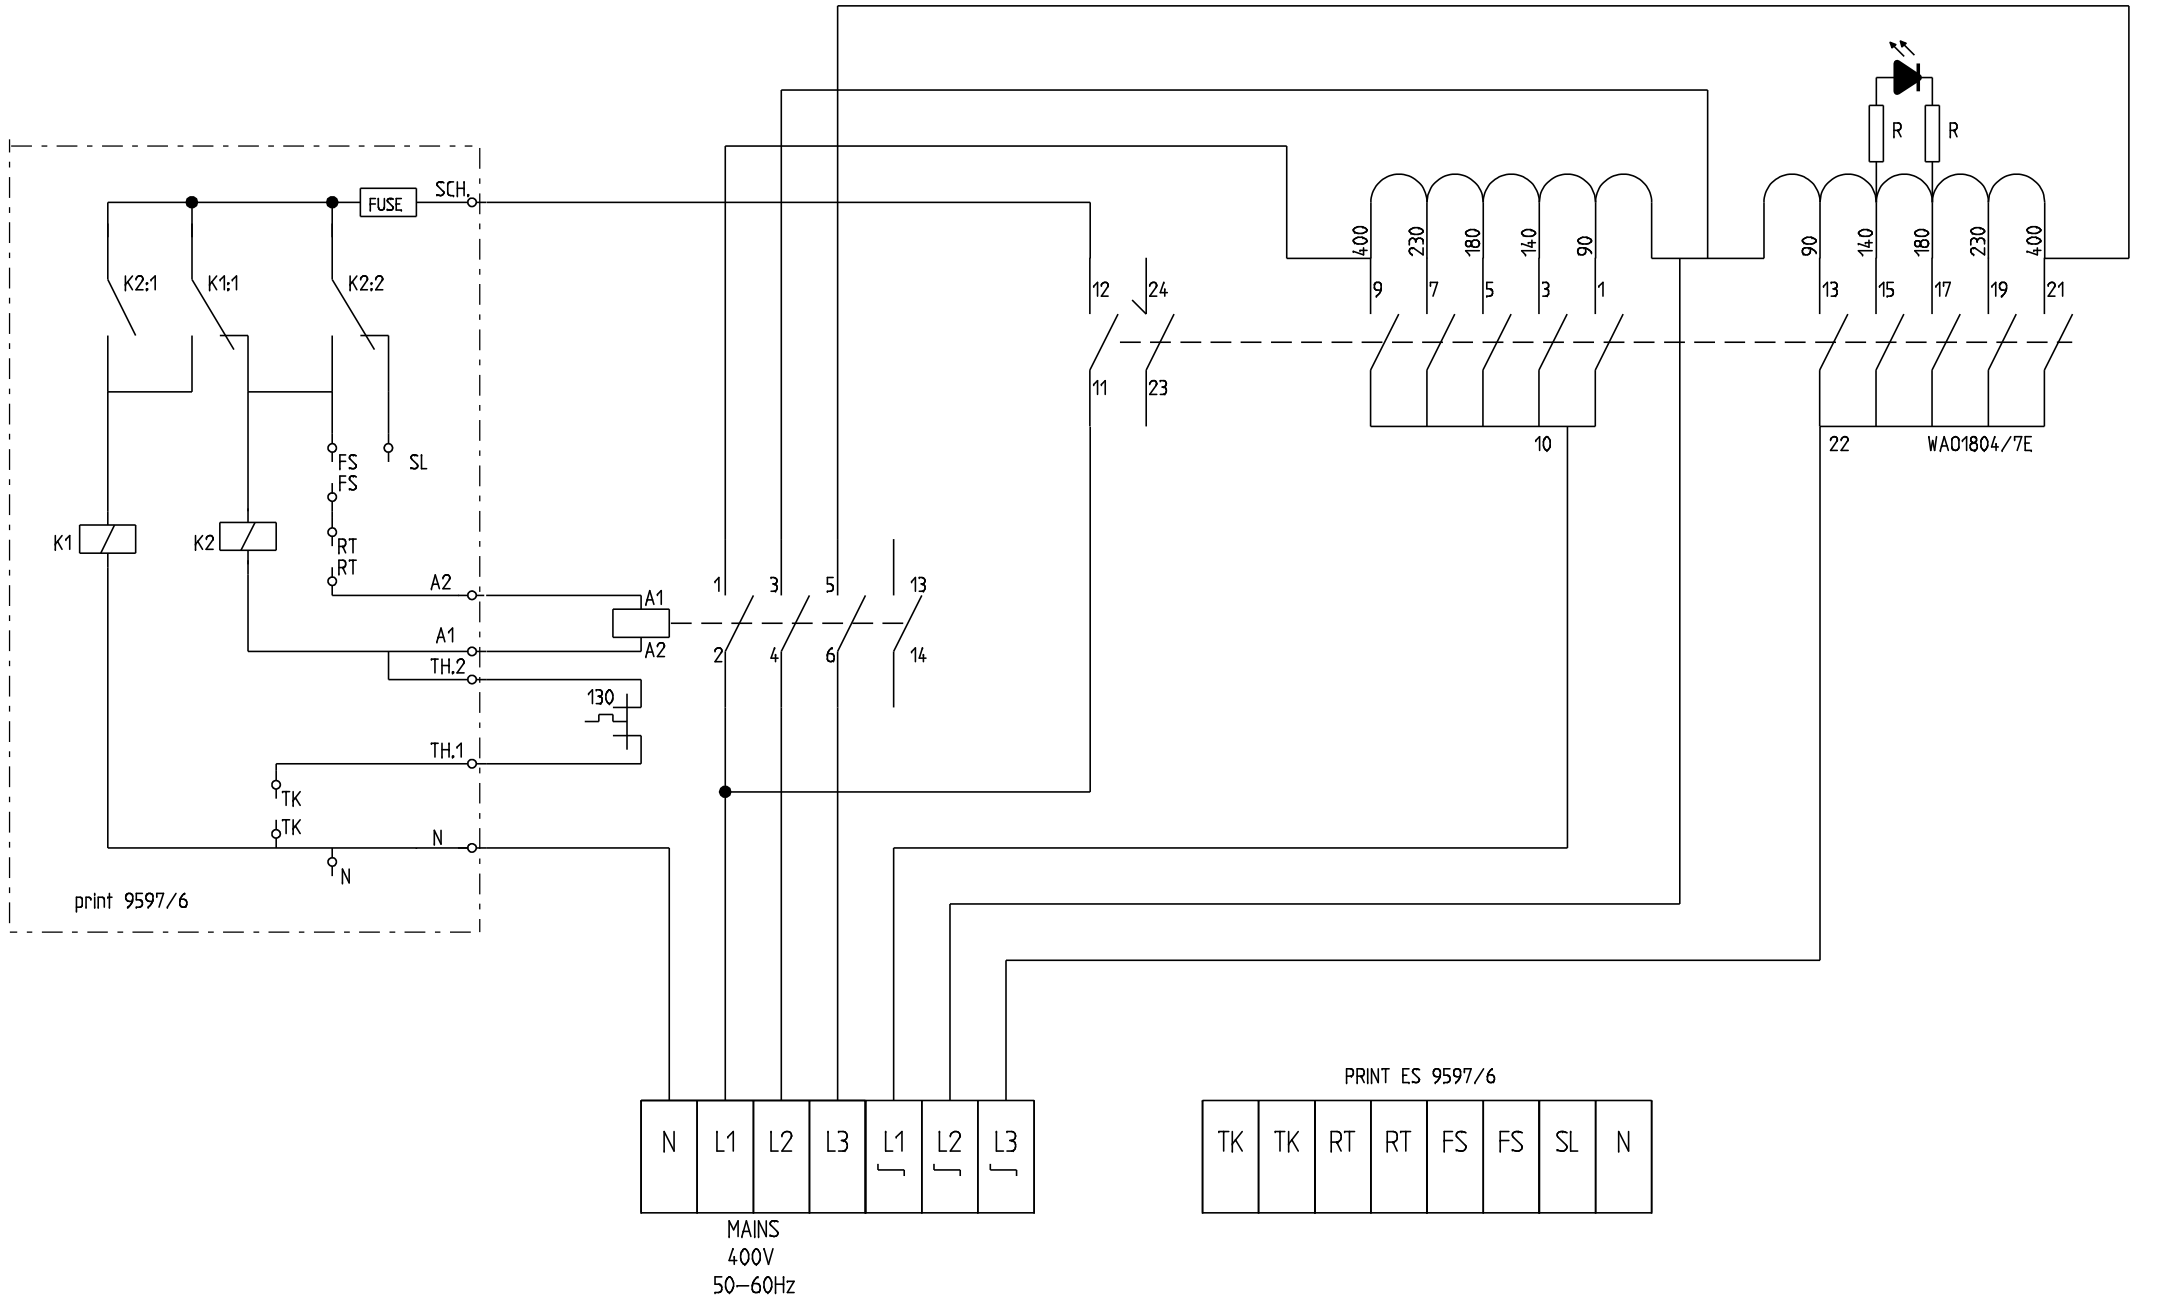 R R
SCH.
FUSE
400 230 180 140 90 90 140 180 230 400
K2:1 K1:1 K2:2
12 24 9 7 5 3 1 13 15 17 19 21
11 23
10 22 WAO1804/7E
FS SL
FS
K1 K2 RT
RT
A2 A1 1 3 5 13
A1 A2 2 4 6 14
TH.2
130
TH.1
TK
TK
N
N
print 9597/6
PRINT ES 9597/6
N L1 L2 L3 L1 L2 L3 TK TK RT RT FS FS SL N
MAINS
400V
50-60Hz